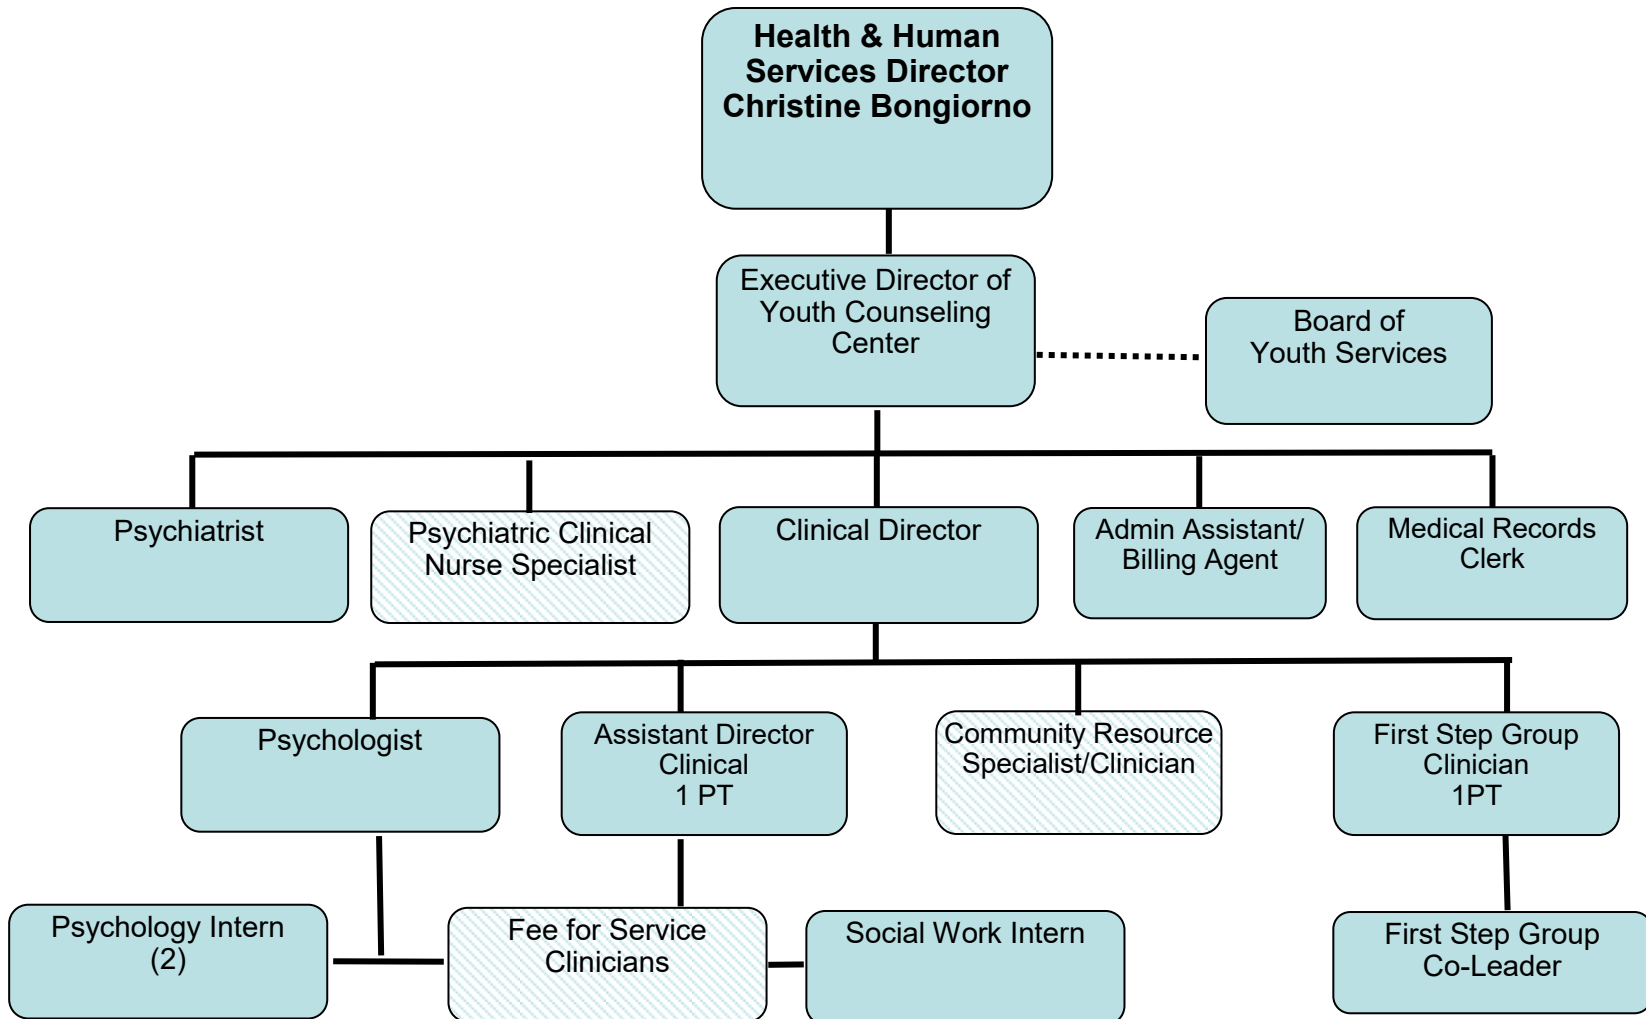 Health & Human
Services Director
Christine Bongiorno
Executive Director of
Youth Counseling
Center
Board of
Youth Services
Psychiatrist
Psychiatric Clinical
Nurse Specialist
Clinical Director
Admin Assistant/
Billing Agent
Medical Records
Clerk
Psychologist
Assistant Director
Clinical
1 PT
Community Resource
Specialist/Clinician
First Step Group
Clinician
1PT
Psychology Intern
(2)
Fee for Service
Clinicians
Social Work Intern
First Step Group
Co-Leader